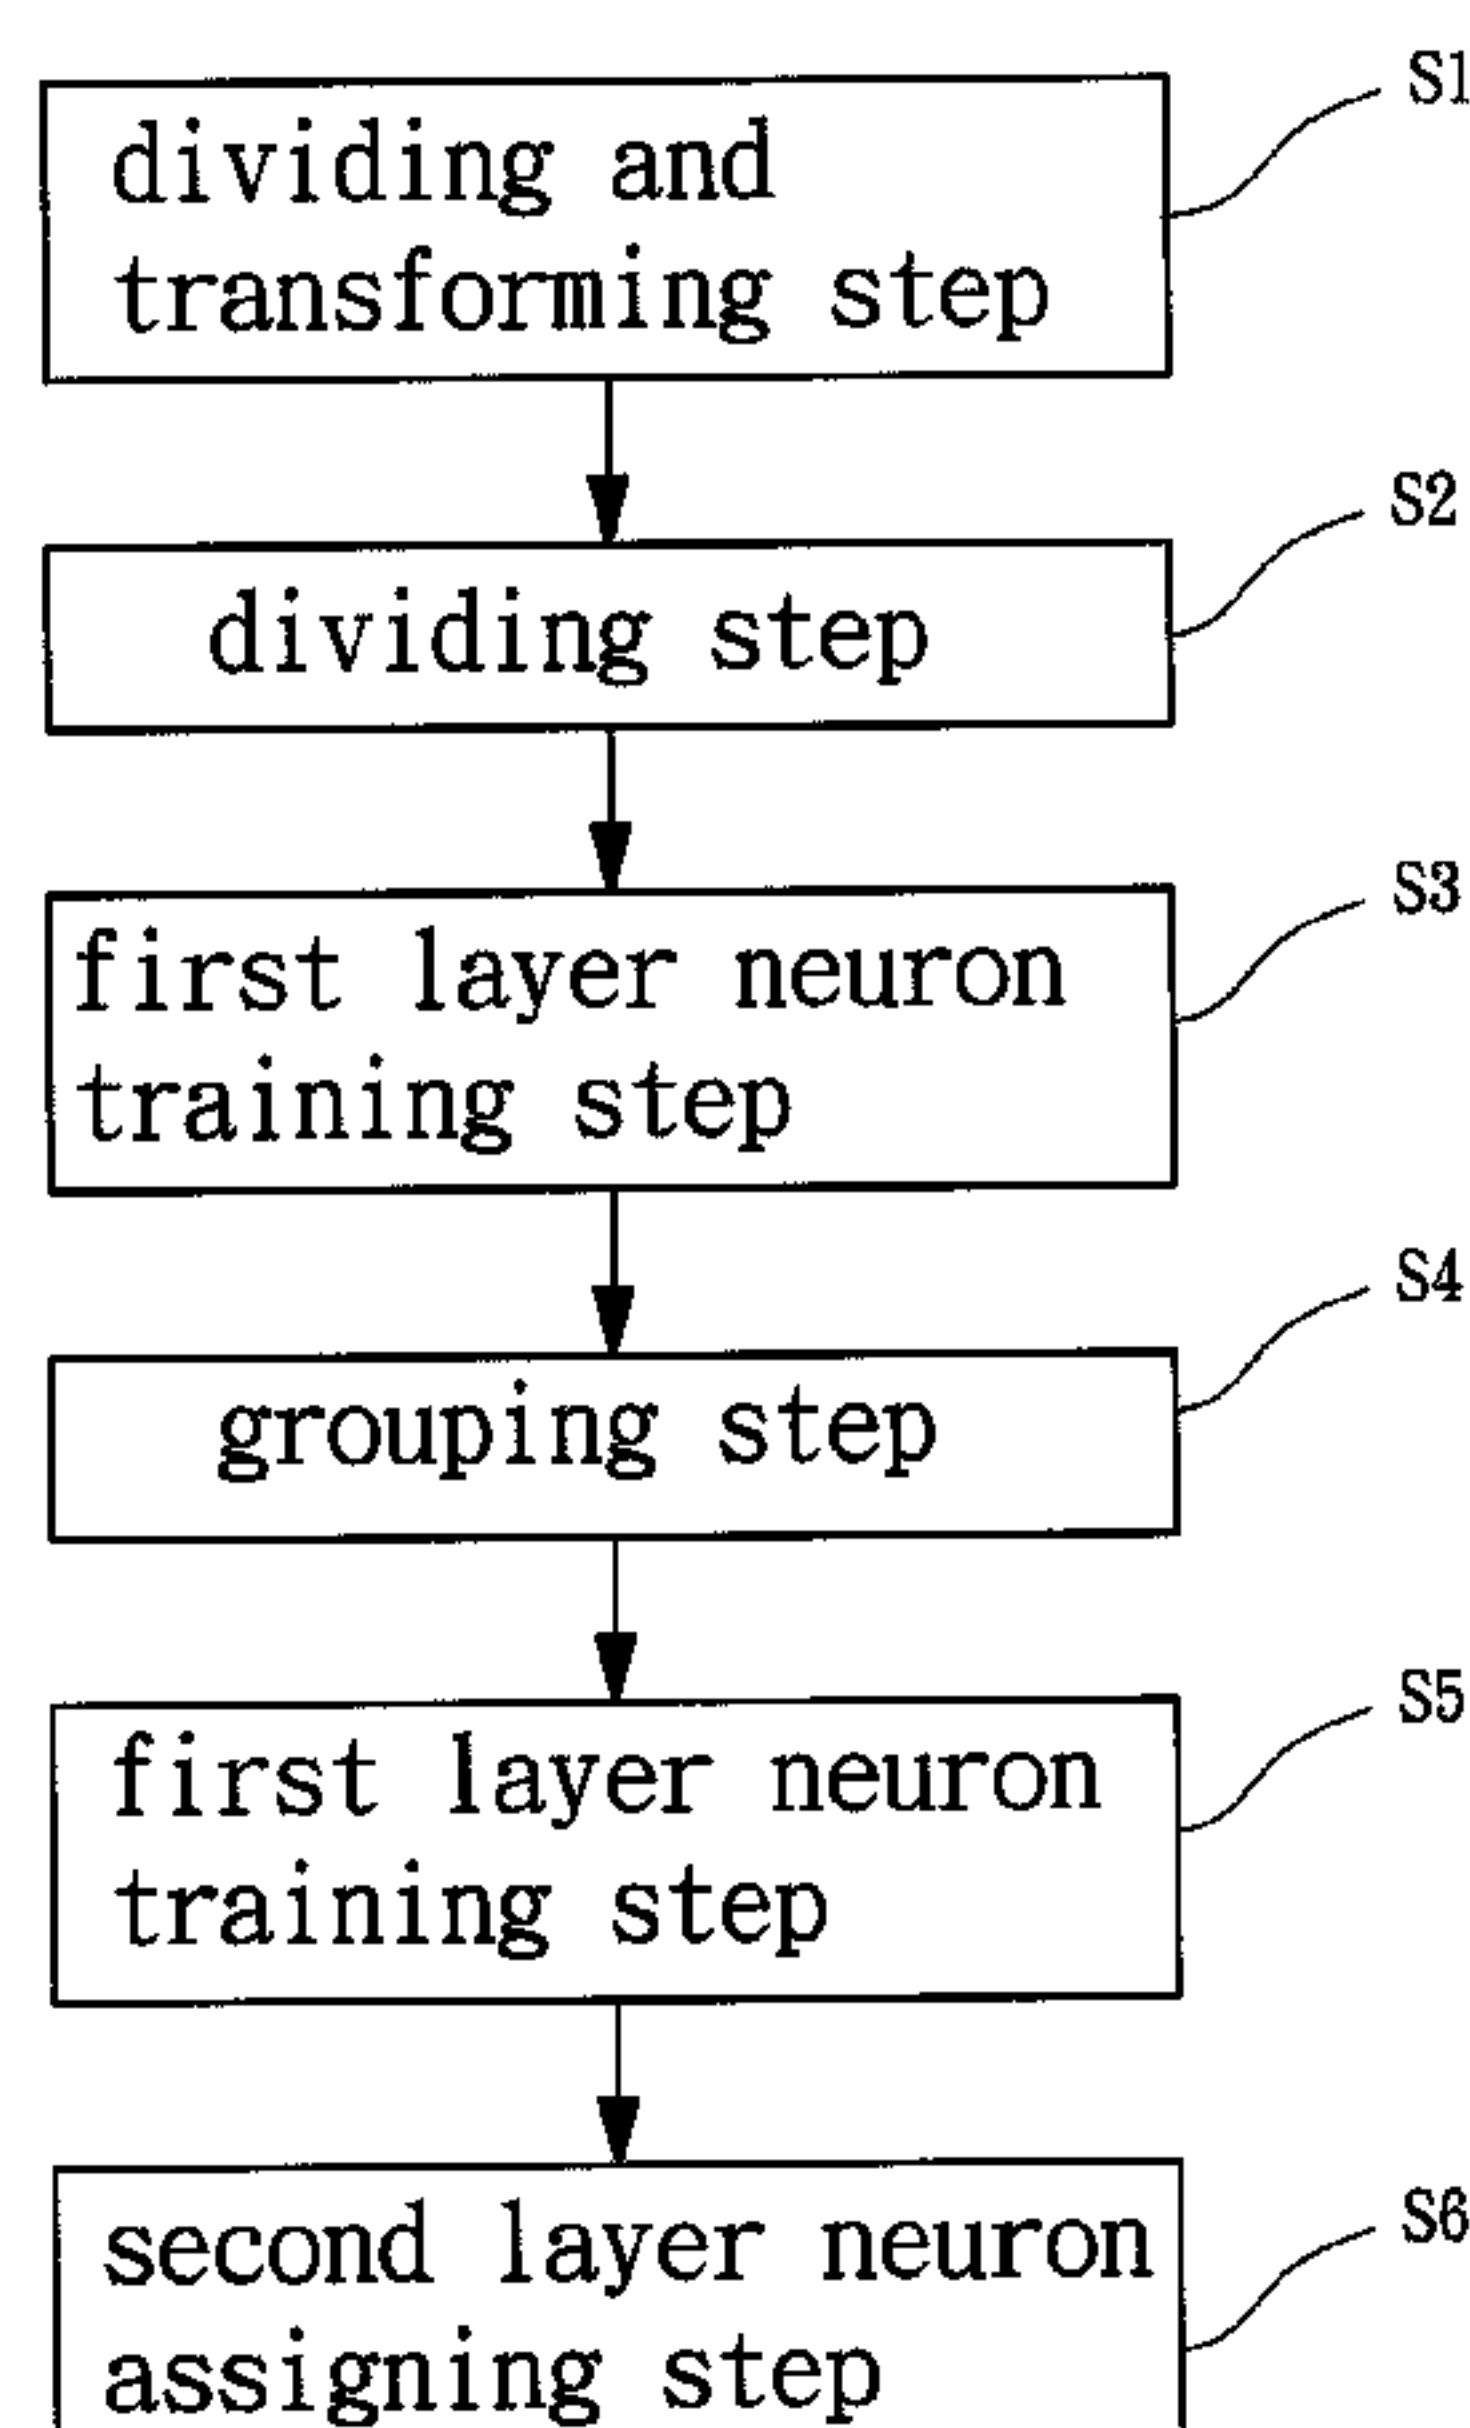 S1
dividing and
transforming step
S2
dividing step
S3
first layer neuron
training step
S4
grouping step
S5
first layer neuron
training step
S6
second layer neuron
assigning step